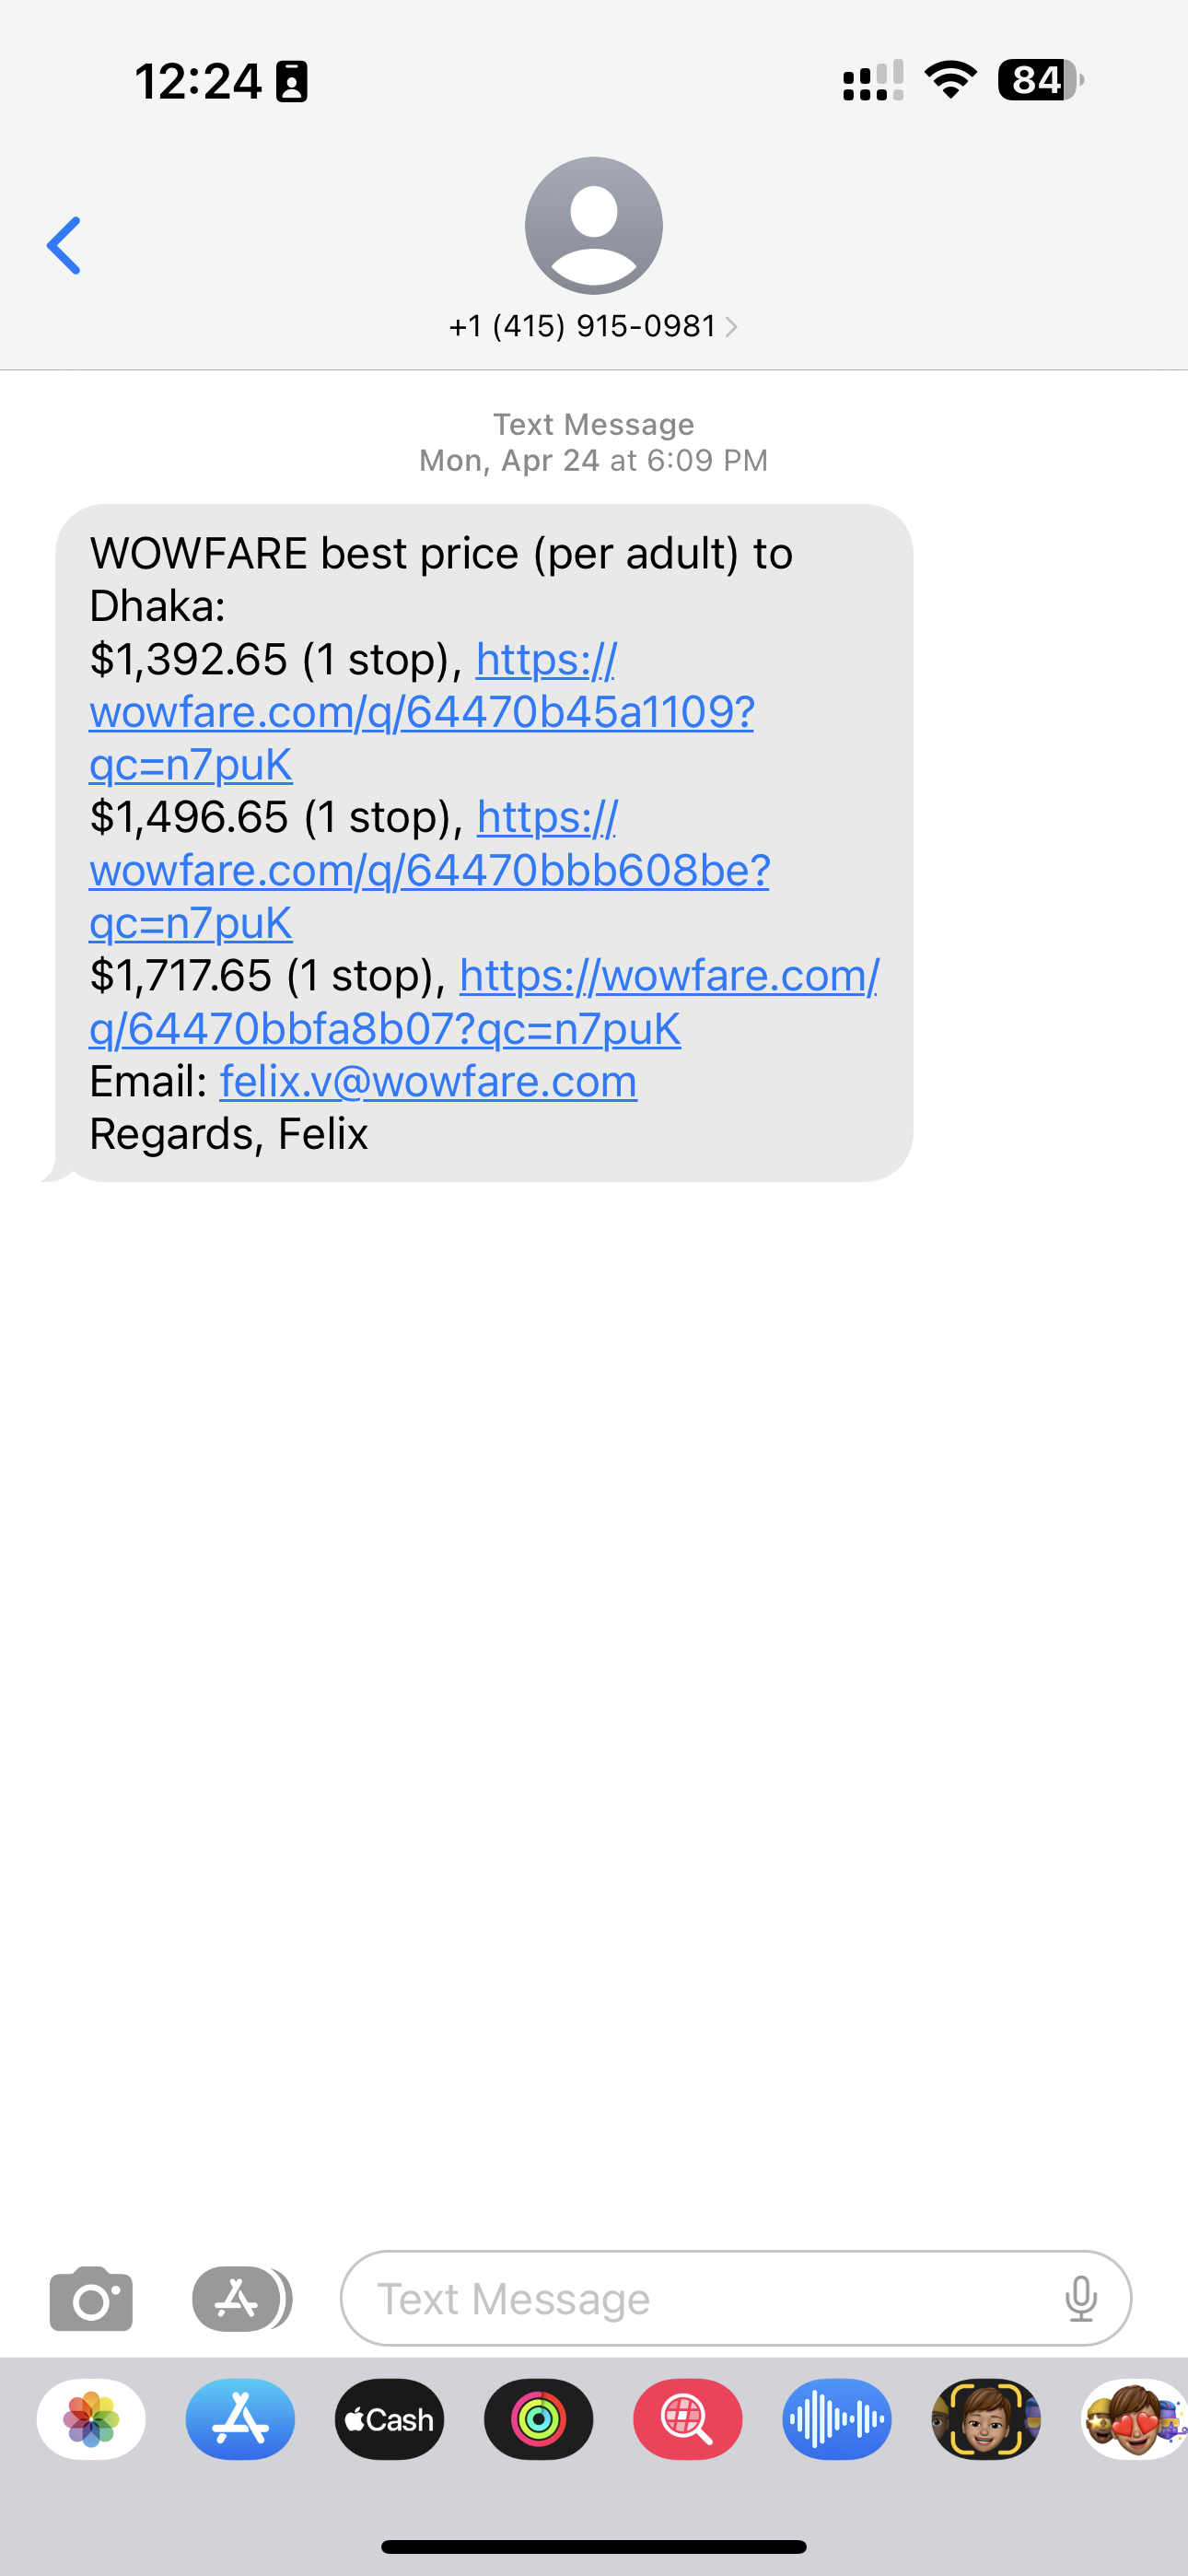 12:24
84
+1 (415) 915-0981
Text Message
Mon, Apr 24 at 6:09 PM
WOWFARE best price (per adult) to
Dhaka:
$1,392.65 (1 stop), https://
wowfare.com/q/64470b45a1109?
qc=n7puK
$1,496.65 (1 stop), https://
wowfare.com/q/64470bbb608be?
qc=n7puK
$1,717.65 (1 stop), https://wowfare.com/
q/64470bbfa8b07?qc=n7puK
Email: felix.v@wowfare.com
Regards, Felix
Text Message
Cash